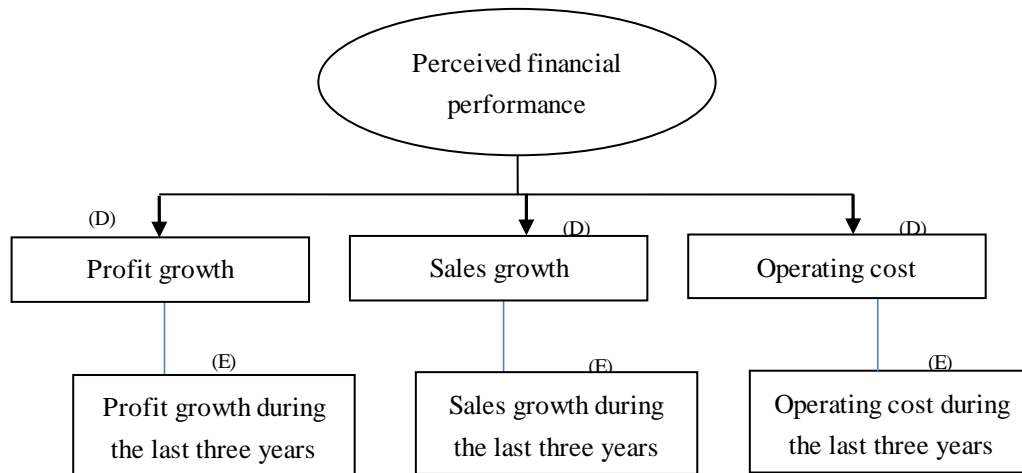 Perceived financial
performance
(D)
(D)
(D)
Profit growth
Sales growth
Operating cost
(E)
(E)
(E)
Profit growth during
the last three years
Sales growth during
the last three years
Operating cost during
the last three years